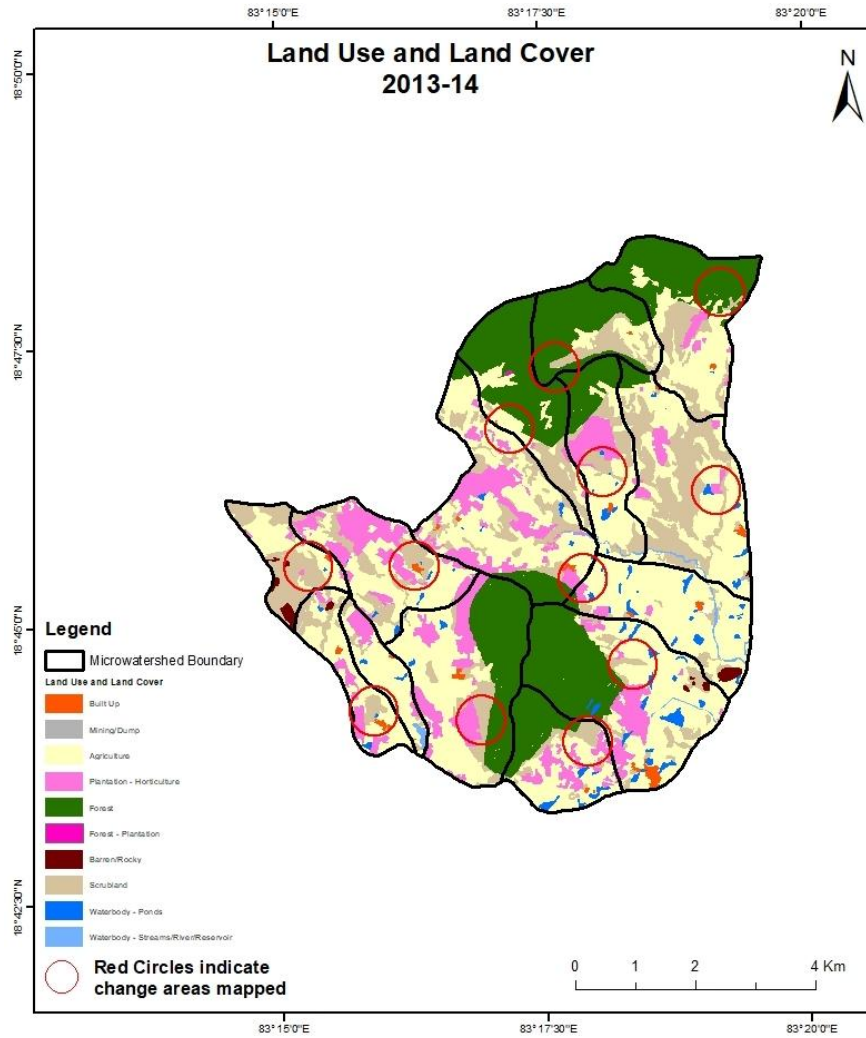 83°15'0"E 83°17'30"E 83°20'0"E
Land Use and Land Cover
2013-14
N
18°50'0"N
18°47'30"N
18°45'0"N
18°42'30"N
Legend
Microwatershed Boundary
Land Use and Land Cover
Built Up
Mining/Dump
Agriculture
Plantation - Horticulture
Forest
Forest - Plantation
Barren/Rocky
Scrubland
Waterbody - Ponds
Waterbody - Streams/River/Reservoir
Red Circles indicate
change areas mapped
0 1 2 4 Km
83°15'0"E 83°17'30"E 83°20'0"E